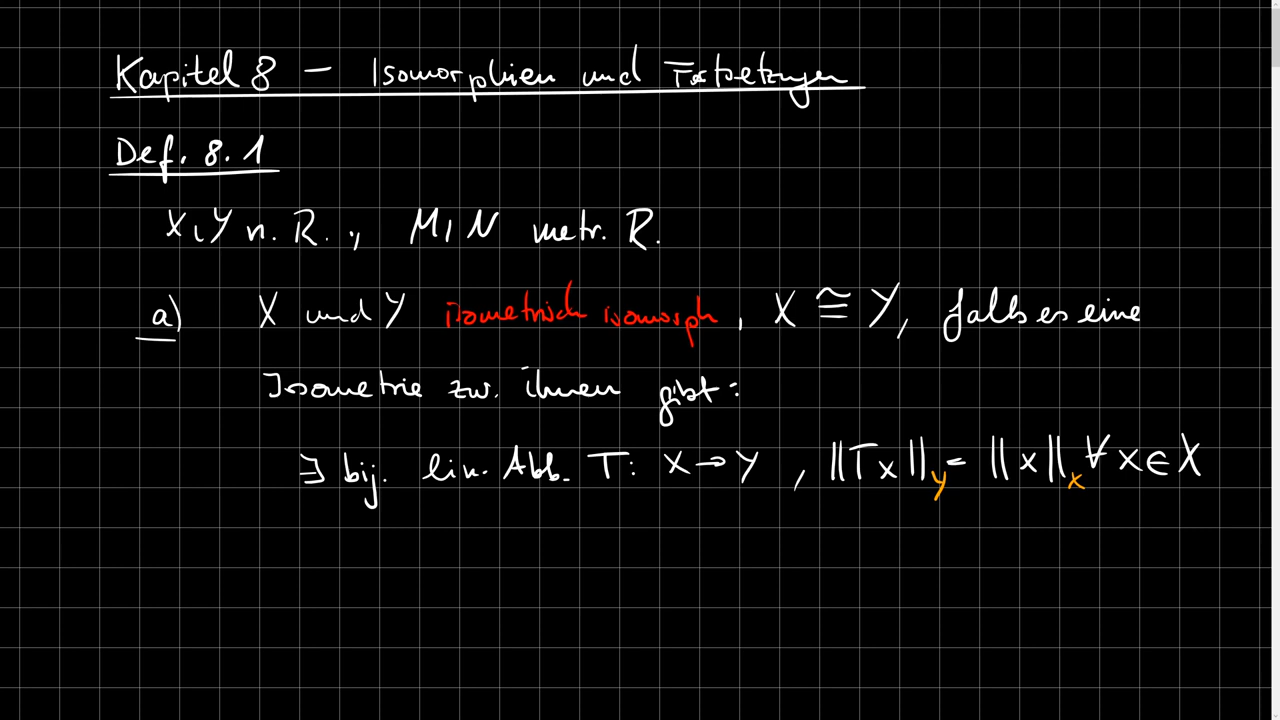 Kapitel 8 – Isomorphien und Fortsetzungen
Def. 8.1
X, Y n. R., M, N metr. R.
a) X und Y isometrisch isomorph, X ≅ Y, falls es eine
Isometrie zw. ihnen gibt:
∃ bij. lin. Abb. T: X → Y, ||Tx||_Y = ||x||_X ∀ x ∈ X